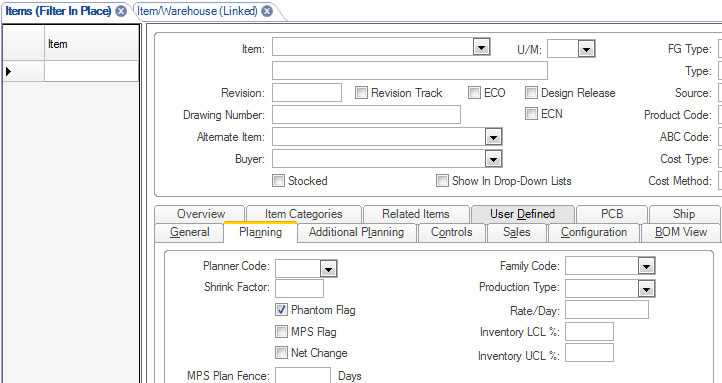 Items (Filter In Place) Item/Warehouse (Linked)
Item
Item: U/M: FG Type:
Type:
Revision: Revision Track ECO Design Release Source:
Drawing Number: ECN Product Code:
Alternate Item: ABC Code:
Buyer: Cost Type:
Stocked Show In Drop-Down Lists Cost Method:
Overview Item Categories Related Items User Defined PCB Ship
General Planning Additional Planning Controls Sales Configuration BOM View
Planner Code: Family Code:
Shrink Factor: Production Type:
Phantom Flag Rate/Day:
MPS Flag Inventory LCL %:
Net Change Inventory UCL %:
MPS Plan Fence: Days